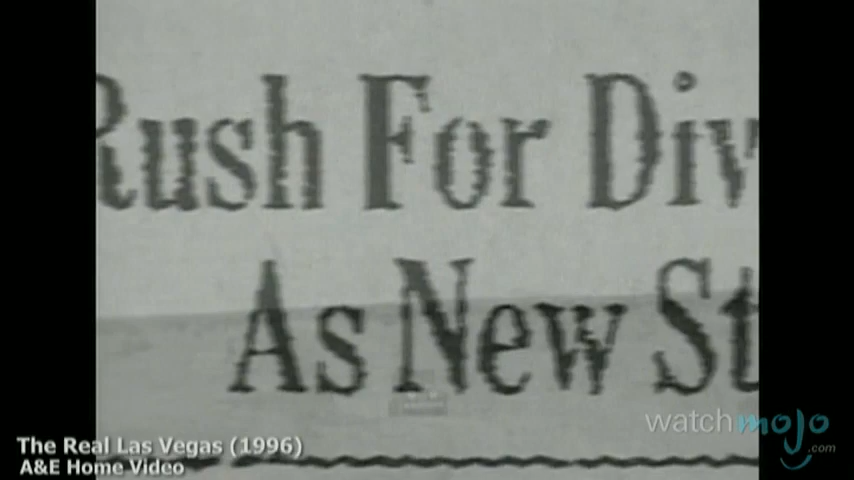 Rush For Div
As New St
The Real Las Vegas (1996)
A&E Home Video
watchmojo
.com